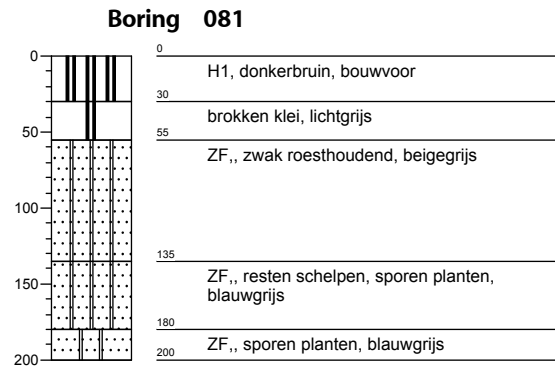 Boring 081
0
50
100
150
200
0
H1, donkerbruin, bouwvoor
30
brokken klei, lichtgrijs
55
ZF,, zwak roesthoudend, beigegrijs
135
ZF,, resten schelpen, sporen planten,
blauwgrijs
180
ZF,, sporen planten, blauwgrijs
200